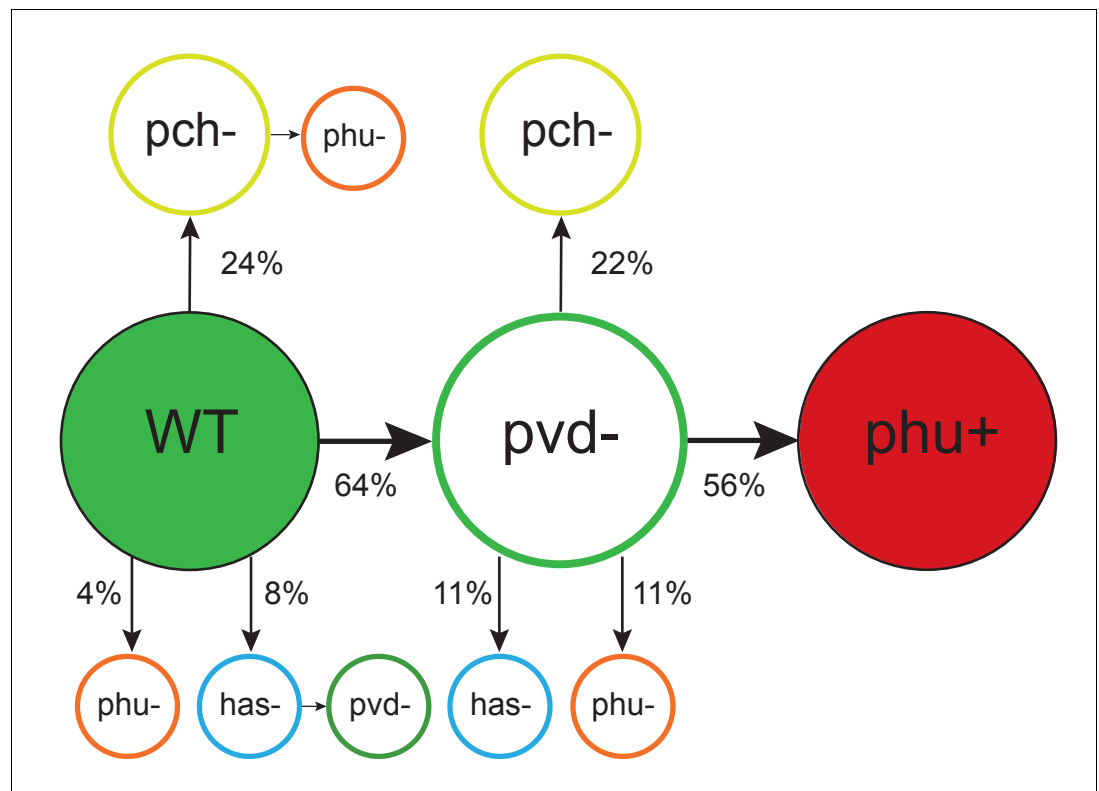 pch-
phu-
pch-
24%
22%
WT
pvd-
phu+
64%
56%
4%
8%
11%
11%
phu-
has-
pvd-
has-
phu-